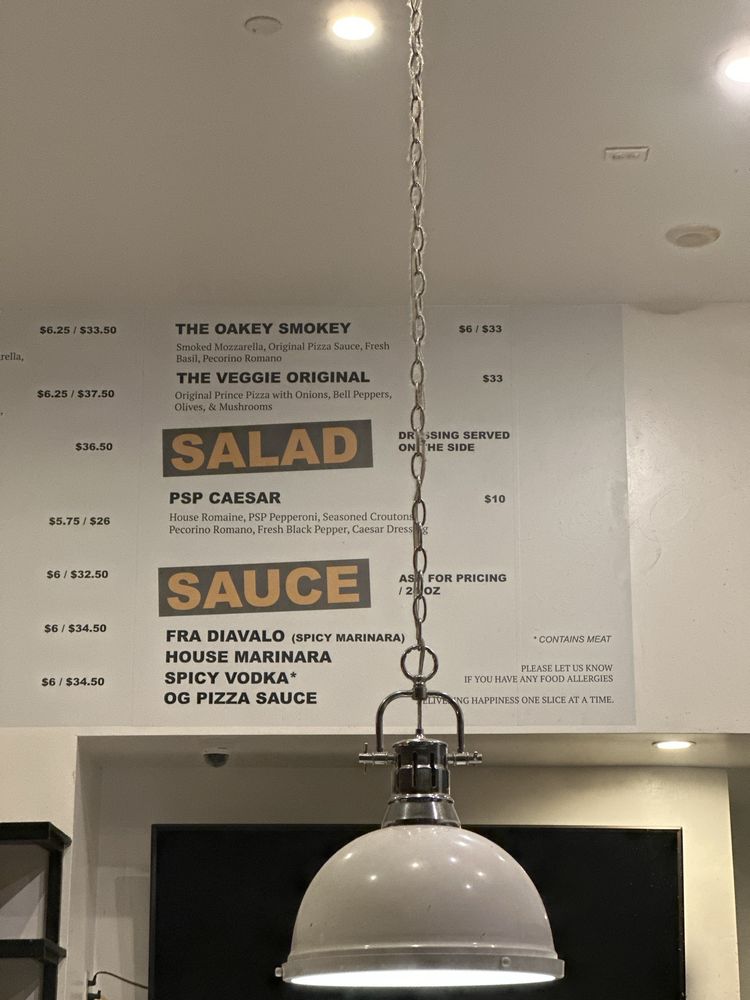 $6.25 / $33.50
rella,
$6.25 / $37.50
$36.50
$5.75 / $26
$6 / $32.50
$6 / $34.50
$6 / $34.50
THE OAKEY SMOKEY $6 / $33
Smoked Mozzarella, Original Pizza Sauce, Fresh
Basil, Pecorino Romano
THE VEGGIE ORIGINAL $33
Original Prince Pizza with Onions, Bell Peppers,
Olives, & Mushrooms
SALAD
DRESSING SERVED
ON THE SIDE
PSP CAESAR $10
House Romaine, PSP Pepperoni, Seasoned Croutons
Pecorino Romano, Fresh Black Pepper, Caesar Dressing
SAUCE
ASK FOR PRICING
FRA DIAVALO (SPICY MARINARA)
HOUSE MARINARA
SPICY VODKA*
OG PIZZA SAUCE
* CONTAINS MEAT
PLEASE LET US KNOW
IF YOU HAVE ANY FOOD ALLERGIES
DELIVERING HAPPINESS ONE SLICE AT A TIME.